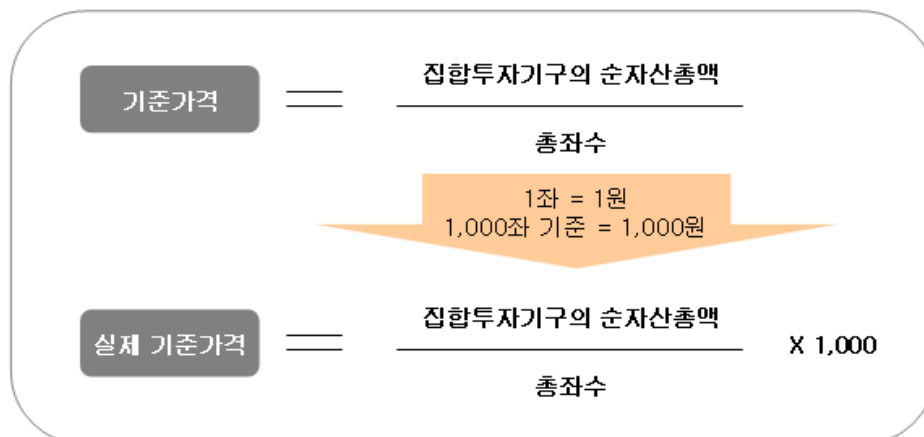 집합투자기구의 순자산총액
기준가격
총좌수
1좌 = 1원
1,000좌 기준 = 1,000원
집합투자기구의 순자산총액
실제 기준가격
X 1,000
총좌수